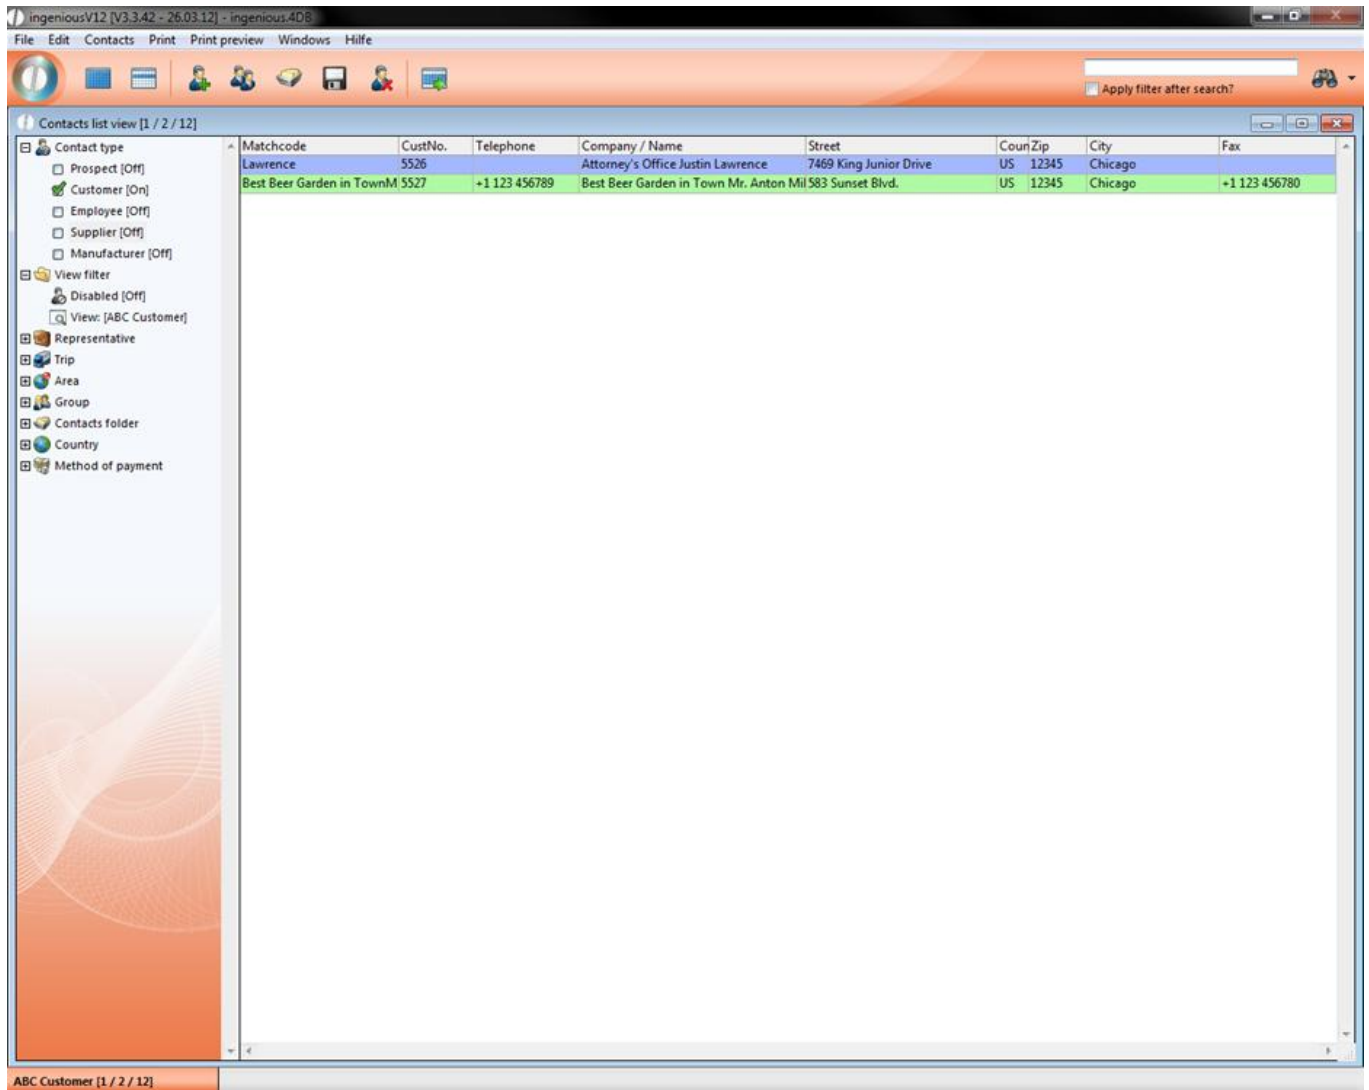 ingeniousV12 [V3.3.42 - 26.03.12] - ingenious.4DB
File Edit Contacts Print Print preview Windows Hilfe
Apply filter after search?
Contacts list view [1 / 2 / 12]
Contact type
Prospect [Off]
Customer [On]
Employee [Off]
Supplier [Off]
Manufacturer [Off]
View filter
Disabled [Off]
View: [ABC Customer]
Representative
Trip
Area
Group
Contacts folder
Country
Method of payment
Matchcode CustNo. Telephone Company / Name Street Coun Zip City Fax
Lawrence 5526 Attorney's Office Justin Lawrence 7469 King Junior Drive US 12345 Chicago
Best Beer Garden in TownM 5527 +1 123 456789 Best Beer Garden in Town Mr. Anton Mil 583 Sunset Blvd. US 12345 Chicago +1 123 456780
ABC Customer [1 / 2 / 12]